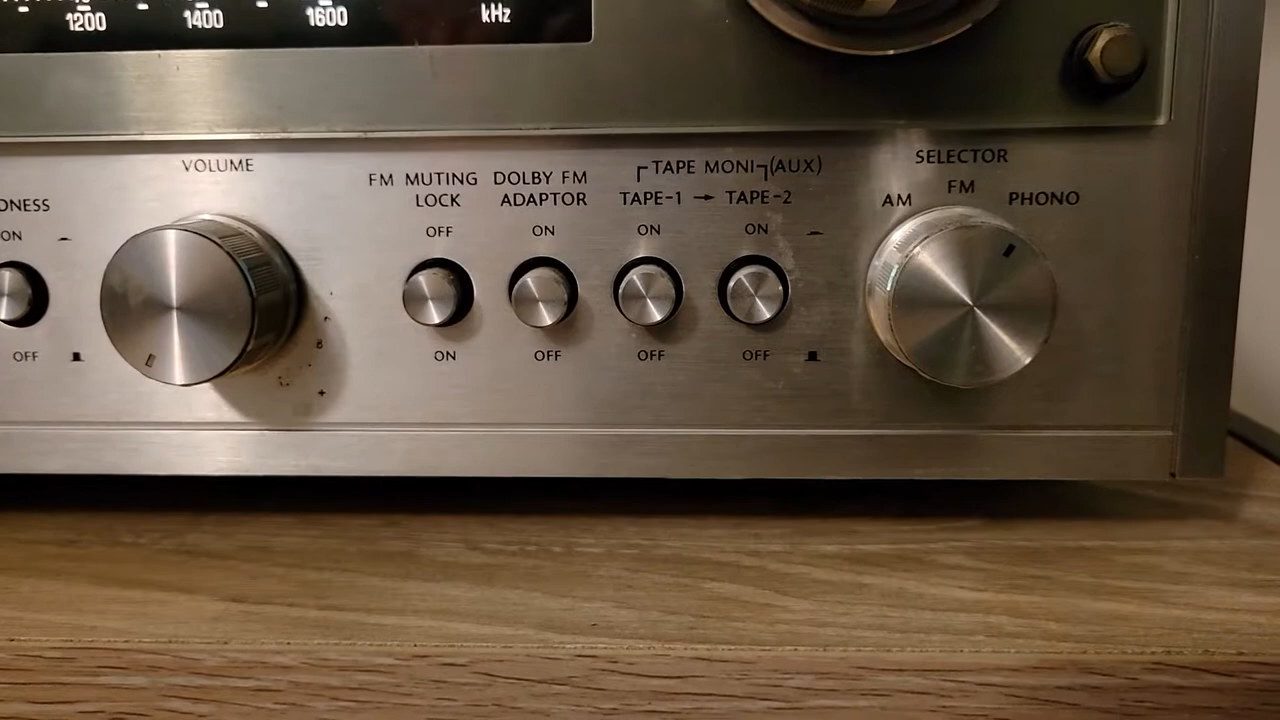 1200 1400 1600 kHz
VOLUME
FM MUTING LOCK
OFF
ON
DOLBY FM ADAPTOR
ON
OFF
TAPE MONI (AUX)
TAPE-1 → TAPE-2
ON ON
OFF OFF
SELECTOR
AM FM PHONO
ON
OFF